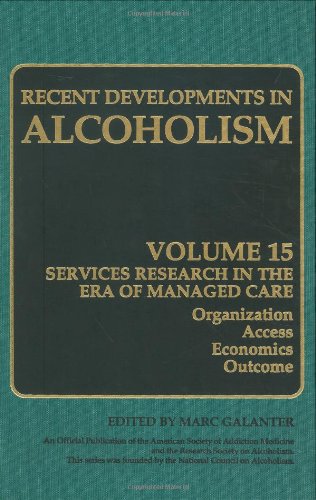 RECENT DEVELOPMENTS IN
ALCOHOLISM
VOLUME 15
SERVICES RESEARCH IN THE
ERA OF MANAGED CARE
Organization
Access
Economics
Outcome
EDITED BY MARC GALANTER
An Official Publication of the American Society of Addiction Medicine
and the Research Society on Alcoholism.
This series was founded by the National Council on Alcoholism.